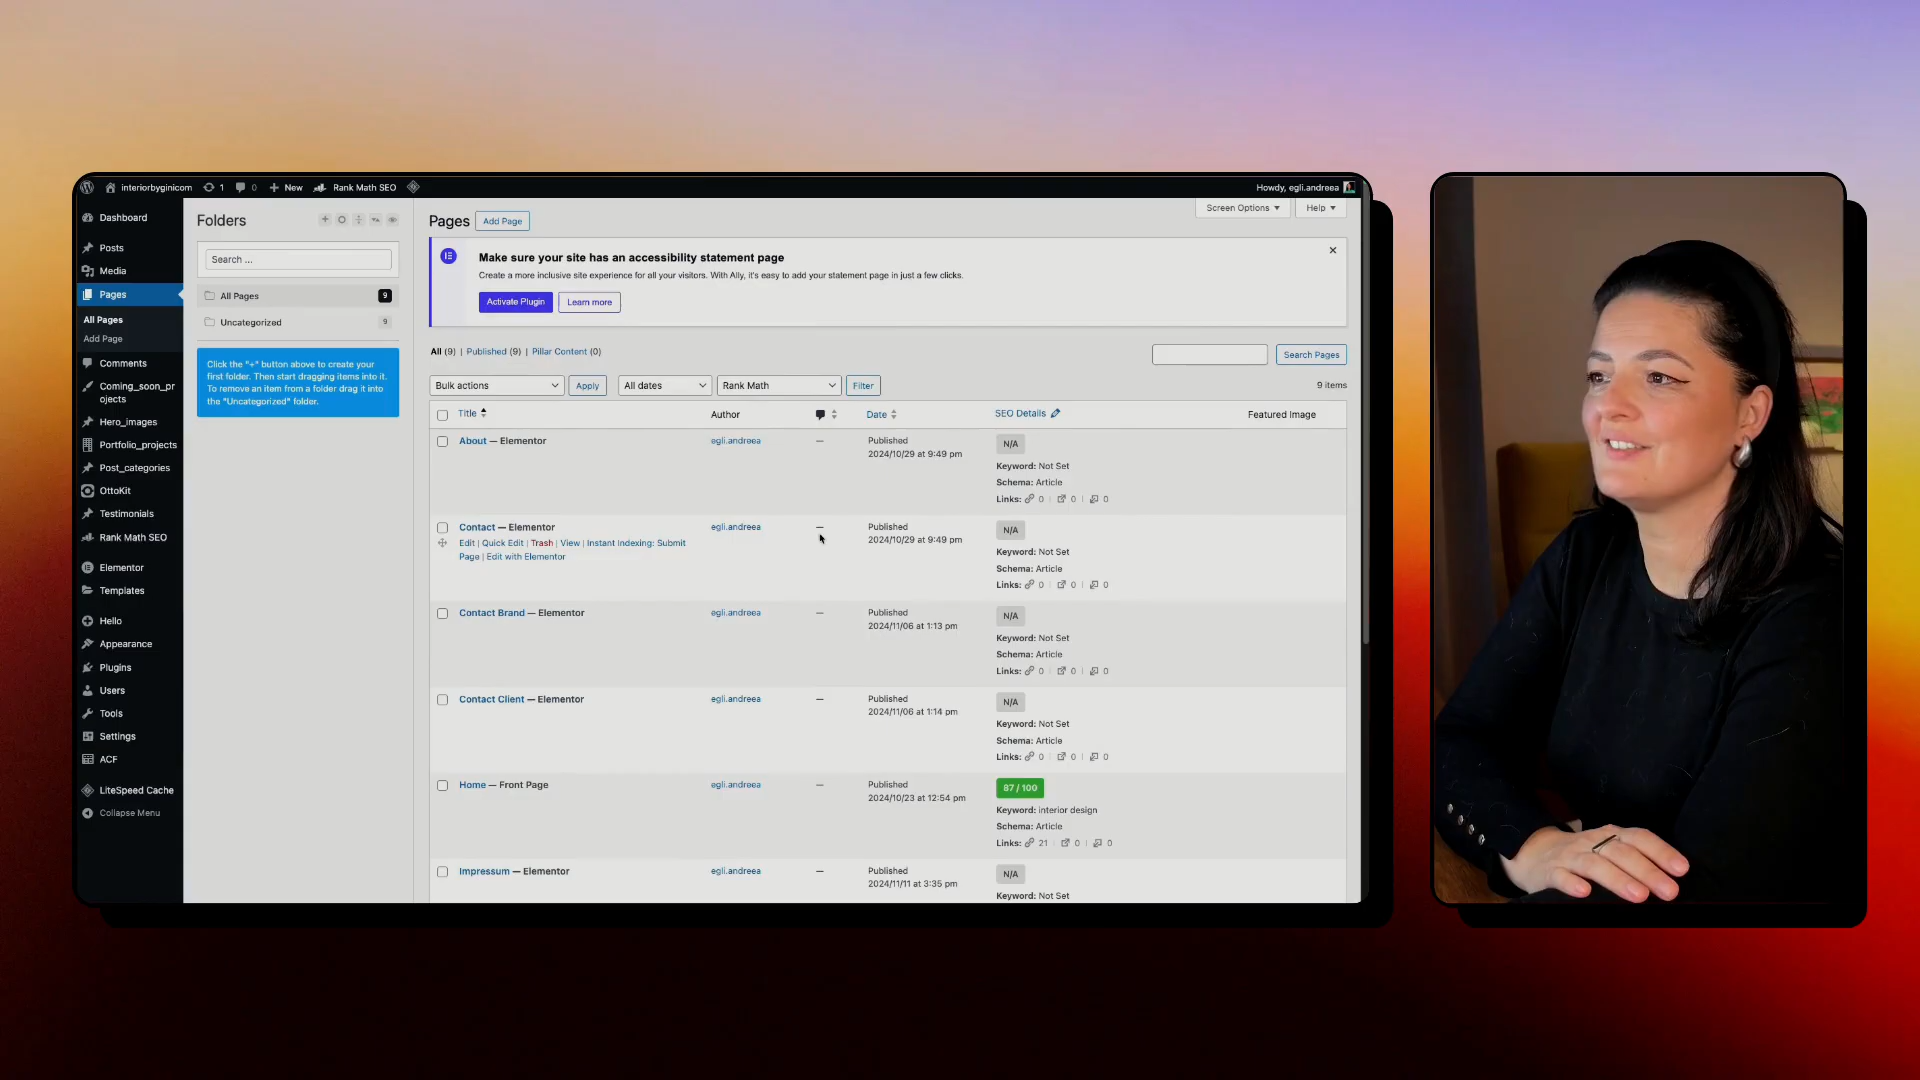 interiorbyginicom 1 0 New Rank Math SEO Howdy, egli.andreea
Dashboard
Posts
Media
Pages
All Pages
Add Page
Comments
Coming_soon_pr
ojects
Hero_images
Portfolio_projects
Post_categories
OttoKit
Testimonials
Rank Math SEO
Elementor
Templates
Hello
Appearance
Plugins
Users
Tools
Settings
ACF
LiteSpeed Cache
Collapse Menu
Folders
Search ...
All Pages 9
Uncategorized 9
Click the "+" button above to create your
first folder. Then start dragging items into it.
To remove an item from a folder drag it into
the "Uncategorized" folder.
Pages Add Page Screen Options Help
Make sure your site has an accessibility statement page
Create a more inclusive site experience for all your visitors. With Ally, it's easy to add your statement page in just a few clicks.
Activate Plugin Learn more
All (9) | Published (9) | Pillar Content (0) Search Pages
Bulk actions Apply All dates Rank Math Filter 9 items
Title Author Date SEO Details Featured Image
About — Elementor egli.andreea — Published N/A
2024/10/29 at 9:49 pm
Keyword: Not Set
Schema: Article
Links: 0 | 0 | 0
Contact — Elementor egli.andreea — Published N/A
Edit | Quick Edit | Trash | View | Instant Indexing: Submit 2024/10/29 at 9:49 pm
Page | Edit with Elementor Keyword: Not Set
Schema: Article
Links: 0 | 0 | 0
Contact Brand — Elementor egli.andreea — Published N/A
2024/11/06 at 1:13 pm
Keyword: Not Set
Schema: Article
Links: 0 | 0 | 0
Contact Client — Elementor egli.andreea — Published N/A
2024/11/06 at 1:14 pm
Keyword: Not Set
Schema: Article
Links: 0 | 0 | 0
Home — Front Page egli.andreea — Published 87 / 100
2024/10/23 at 12:54 pm
Keyword: interior design
Schema: Article
Links: 21 | 0 | 0
Impressum — Elementor egli.andreea — Published N/A
2024/11/11 at 3:35 pm
Keyword: Not Set